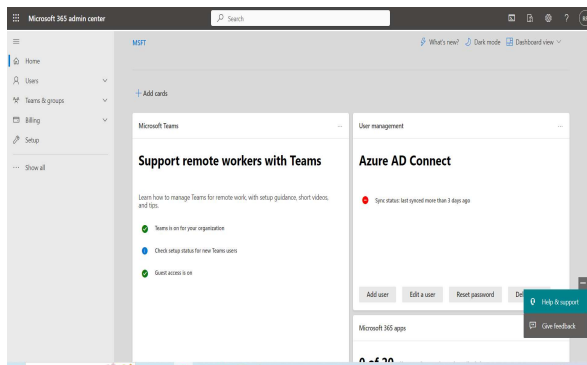 Microsoft 365 admin center
Search
?
MSFT
What's new?
Dark mode
Dashboard view
Home
Users
Teams & groups
Billing
Setup
Show all
+ Add cards
Microsoft Teams
Support remote workers with Teams
Learn how to manage Teams for remote work, with setup guidance, short videos,
and tips.
Teams is on for your organization
Check setup status for new Teams users
Guest access is on
User management
Azure AD Connect
Sync status: last synced more than 3 days ago
Add user
Edit a user
Reset password
Help & support
Give feedback
Microsoft 365 apps